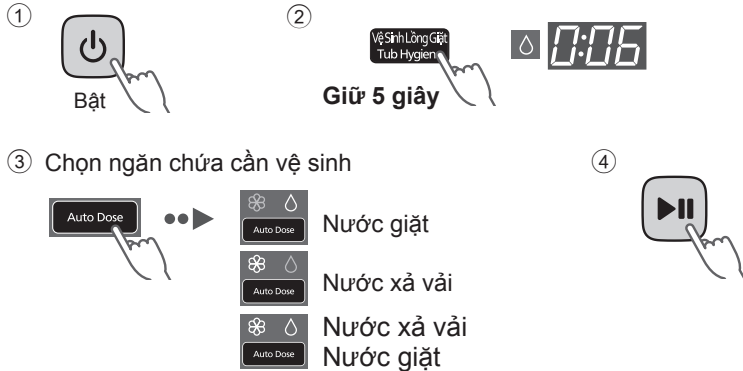 1
Bật
2
Vệ Sinh Lồng Giặt
Tub Hygien
0:06
Giữ 5 giây
3 Chọn ngăn chứa cần vệ sinh
Auto Dose
Auto Dose
Nước giặt
Auto Dose
Nước xả vải
Auto Dose
Nước xả vải
Nước giặt
4